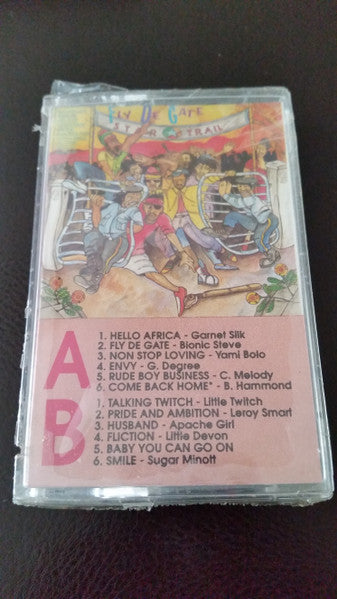 FLY DE GATE
STAR TRAIL
A
1. HELLO AFRICA - Garnet Silk
2. FLY DE GATE - Bionic Steve
3. NON STOP LOVING - Yami Bolo
4. ENVY - G. Degree
5. RUDE BOY BUSINESS - C. Melody
6. COME BACK HOME" - B. Hammond
B
1. TALKING TWITCH - Little Twitch
2. PRIDE AND AMBITION - Leroy Smart
3. HUSBAND - Apache Girl
4. FLICTION - Little Devon
5. BABY YOU CAN GO ON
6. SMILE - Sugar Minott